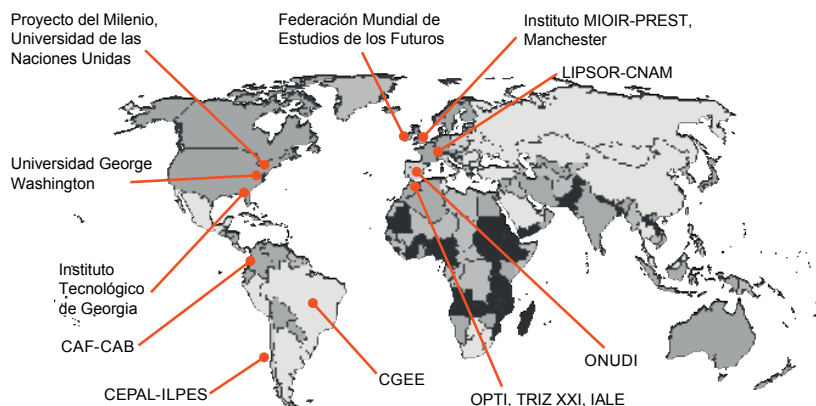 Proyecto del Milenio,
Universidad de las
Naciones Unidas
Federación Mundial de
Estudios de los Futuros
Instituto MIOIR-PREST,
Manchester
LIPSOR-CNAM
Universidad George
Washington
Instituto
Tecnológico
de Georgia
CAF-CAB
CEPAL-ILPES
CGEE
ONUDI
OPTI, TRIZ XXI, IALE